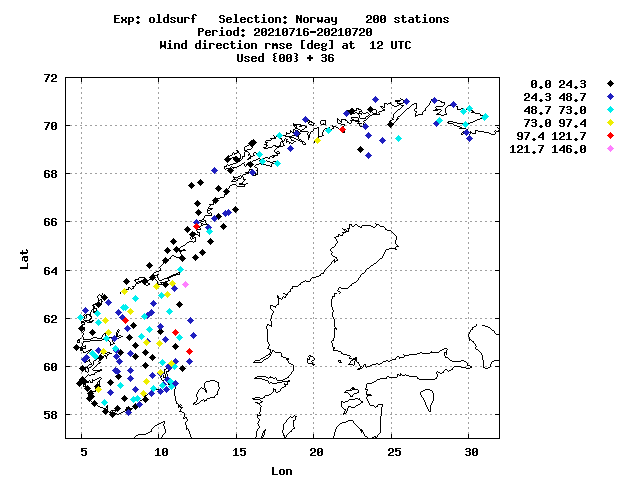 Exp: oldsurf   Selection: Norway    200 stations
Period: 20210716-20210720
Wind direction rmse [deg] at  12 UTC
Used {00} + 36
0.0 24.3
24.3 48.7
48.7 73.0
73.0 97.4
97.4 121.7
121.7 146.0
72
70
68
66
64
62
60
58
Lat
5 10 15 20 25 30
Lon